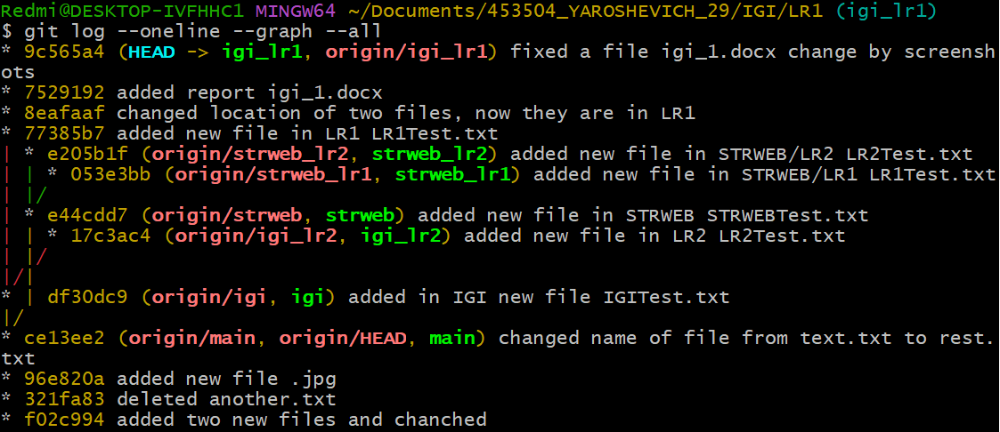 Redmi@DESKTOP-IVFHHC1 MINGW64 ~/Documents/453504_YAROSHEVICH_29/IGI/LR1 (igi_lr1)
$ git log --oneline --graph --all
* 9c565a4 (HEAD -> igi_lr1, origin/igi_lr1) fixed a file igi_1.docx change by screensh
ots
* 7529192 added report igi_1.docx
* 8eafaaf changed location of two files, now they are in LR1
* 77385b7 added new file in LR1 LR1Test.txt
| * e205b1f (origin/strweb_lr2, strweb_lr2) added new file in STRWEB/LR2 LR2Test.txt
| | * 053e3bb (origin/strweb_lr1, strweb_lr1) added new file in STRWEB/LR1 LR1Test.txt
| |/
| * e44cdd7 (origin/strweb, strweb) added new file in STRWEB STRWEBTest.txt
| | * 17c3ac4 (origin/igi_lr2, igi_lr2) added new file in LR2 LR2Test.txt
| |/
|/|
* | df30dc9 (origin/igi, igi) added in IGI new file IGITest.txt
|/
* ce13ee2 (origin/main, origin/HEAD, main) changed name of file from text.txt to rest.
txt
* 96e820a added new file .jpg
* 321fa83 deleted another.txt
* f02c994 added two new files and chanched